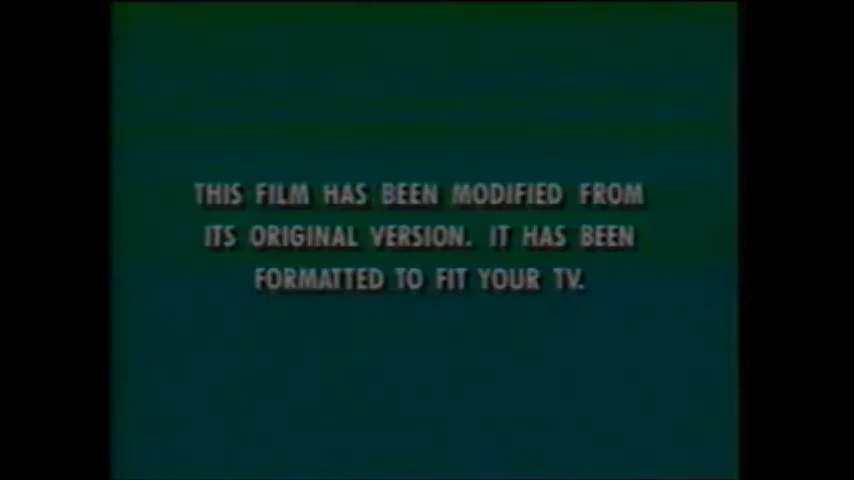 THIS FILM HAS BEEN MODIFIED FROM
ITS ORIGINAL VERSION. IT HAS BEEN
FORMATTED TO FIT YOUR TV.